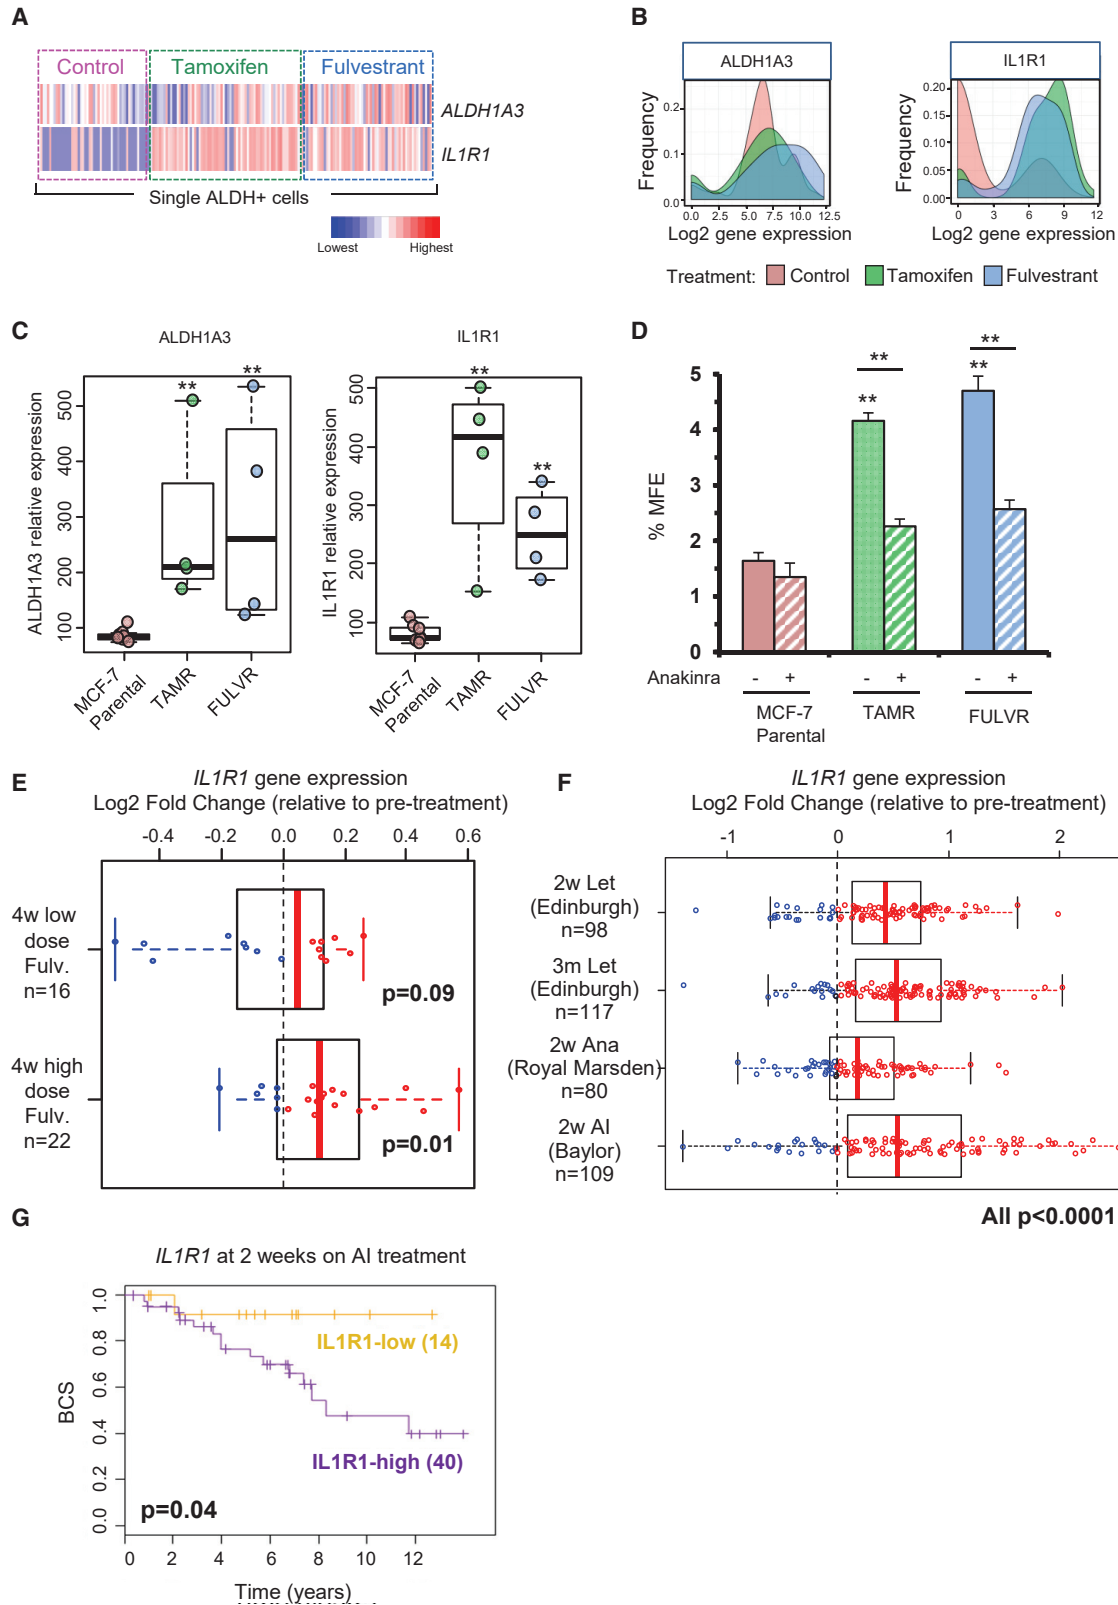 A
Control
Tamoxifen
Fulvestrant
ALDH1A3
IL1R1
Single ALDH+ cells
Lowest
Highest
B
ALDH1A3
IL1R1
Frequency
0.2
0.1
0.0
0.0 2.5 5.0 7.5 10.0 12.5
Log2 gene expression
Frequency
0.20
0.15
0.10
0.05
0.00
0 3 6 9 12
Log2 gene expression
Treatment: Control Tamoxifen Fulvestrant
C
ALDH1A3
ALDH1A3 relative expression
500
400
300
200
100
** **
MCF-7 Parental
TAMR
FULVR
IL1R1
IL1R1 relative expression
500
400
300
200
100
**
**
MCF-7 Parental
TAMR
FULVR
D
% MFE
5
4
3
2
1
0
**
**
**
**
Anakinra - + - + - +
MCF-7 Parental
TAMR
FULVR
E
IL1R1 gene expression
Log2 Fold Change (relative to pre-treatment)
-0.4 -0.2 0.0 0.2 0.4 0.6
4w low
dose
Fulv.
n=16
p=0.09
4w high
dose
Fulv.
n=22
p=0.01
F
IL1R1 gene expression
Log2 Fold Change (relative to pre-treatment)
-1 0 1 2
2w Let
(Edinburgh)
n=98
3m Let
(Edinburgh)
n=117
2w Ana
(Royal Marsden)
n=80
2w AI
(Baylor)
n=109
All p<0.0001
G
IL1R1 at 2 weeks on AI treatment
BCS
1.0
0.8
0.6
0.4
0.2
0.0
IL1R1-low (14)
IL1R1-high (40)
p=0.04
0 2 4 6 8 10 12
Time (years)